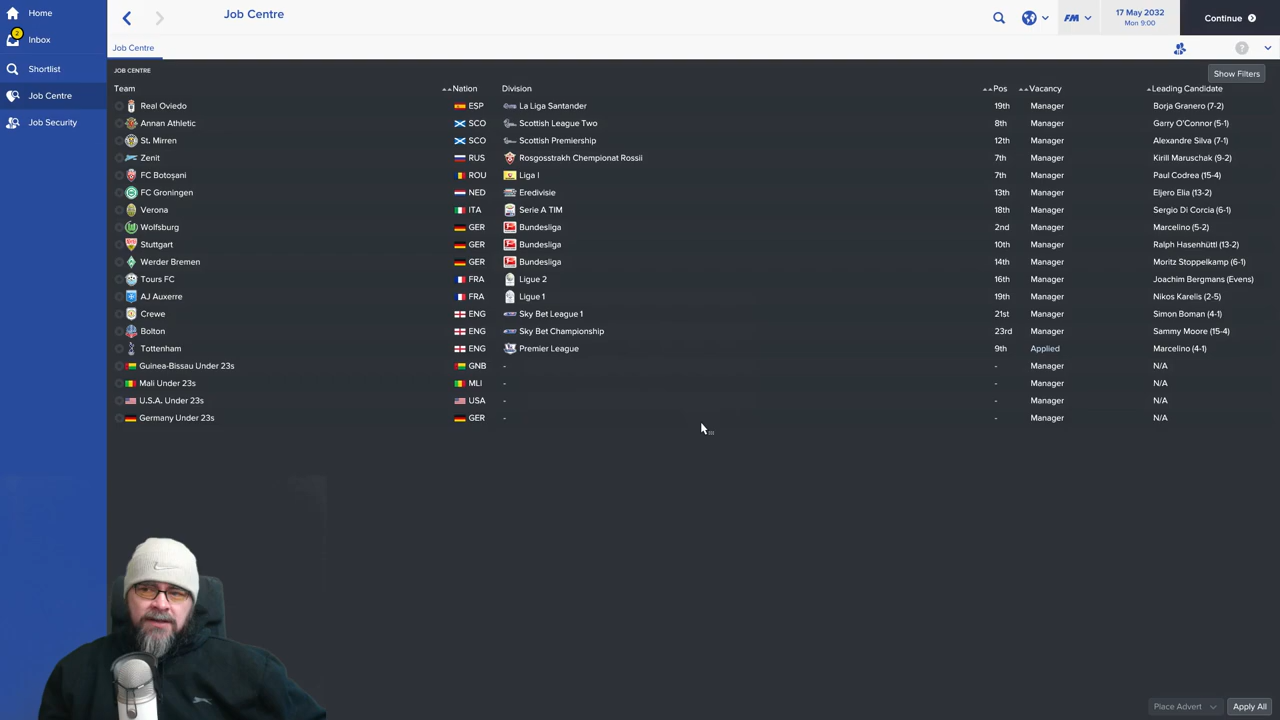 Home
Job Centre
FM
17 May 2032
Mon 9:00
Continue
2
Inbox
Job Centre
Shortlist
JOB CENTRE
Show Filters
Team Nation Division Pos Vacancy Leading Candidate
Job Centre
Real Oviedo ESP La Liga Santander 19th Manager Borja Granero (7-2)
Job Security
Annan Athletic SCO Scottish League Two 8th Manager Garry O'Connor (5-1)
St. Mirren SCO Scottish Premiership 12th Manager Alexandre Silva (7-1)
Zenit RUS Rosgosstrakh Chempionat Rossii 7th Manager Kirill Maruschak (9-2)
FC Botoșani ROU Liga I 7th Manager Paul Codrea (15-4)
FC Groningen NED Eredivisie 13th Manager Eljero Elia (13-2)
Verona ITA Serie A TIM 18th Manager Sergio Di Corcia (6-1)
Wolfsburg GER Bundesliga 2nd Manager Marcelino (5-2)
Stuttgart GER Bundesliga 10th Manager Ralph Hasenhüttl (13-2)
Werder Bremen GER Bundesliga 14th Manager Moritz Stoppelkamp (6-1)
Tours FC FRA Ligue 2 16th Manager Joachim Bergmans (Evens)
AJ Auxerre FRA Ligue 1 19th Manager Nikos Karelis (2-5)
Crewe ENG Sky Bet League 1 21st Manager Simon Boman (4-1)
Bolton ENG Sky Bet Championship 23rd Manager Sammy Moore (15-4)
Tottenham ENG Premier League 9th Applied Marcelino (4-1)
Guinea-Bissau Under 23s GNB - - Manager N/A
Mali Under 23s MLI - - Manager N/A
U.S.A. Under 23s USA - - Manager N/A
Germany Under 23s GER - - Manager N/A
Place Advert
Apply All